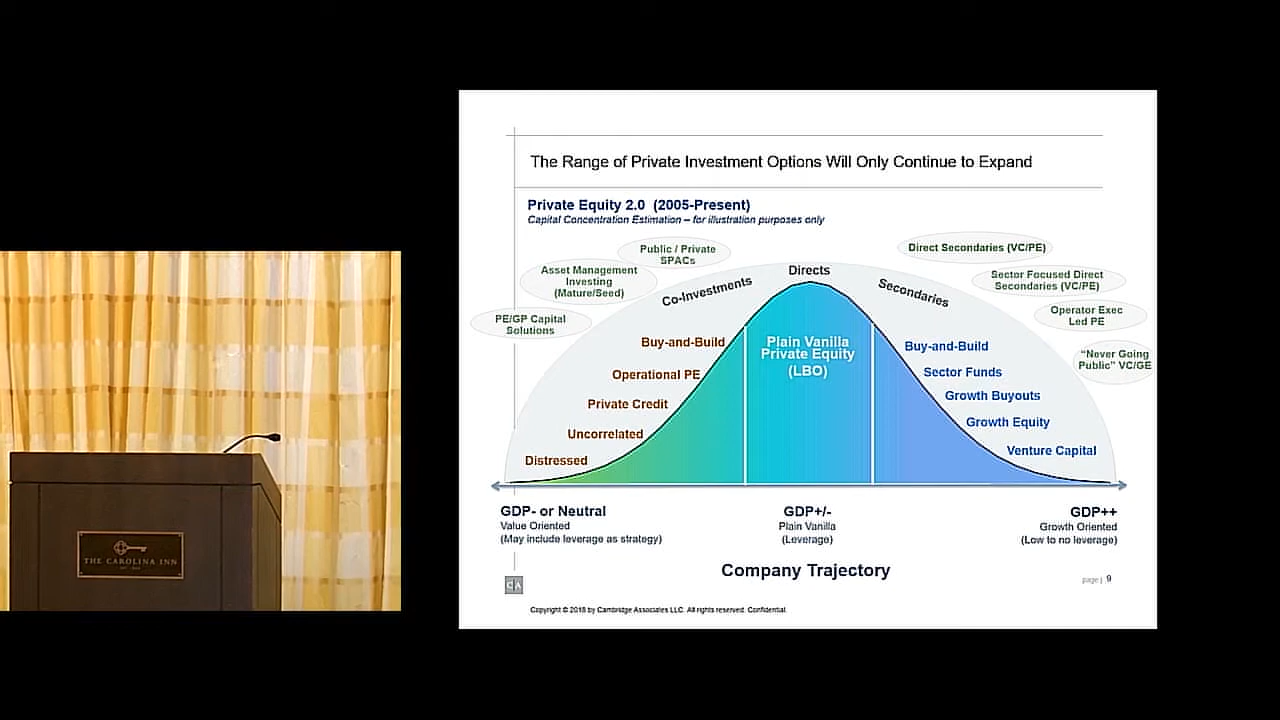 The Range of Private Investment Options Will Only Continue to Expand
Private Equity 2.0 (2005-Present)
Capital Concentration Estimation – for illustration purposes only
Public / Private
SPACs
Asset Management
Investing
(Mature/Seed)
PE/GP Capital
Solutions
Co-Investments
Directs
Secondaries
Direct Secondaries (VC/PE)
Sector Focused Direct
Secondaries (VC/PE)
Operator Exec
Led PE
“Never Going
Public” VC/GE
Buy-and-Build
Operational PE
Private Credit
Uncorrelated
Distressed
Plain Vanilla
Private Equity
(LBO)
Buy-and-Build
Sector Funds
Growth Buyouts
Growth Equity
Venture Capital
GDP- or Neutral
Value Oriented
(May include leverage as strategy)
GDP+/-
Plain Vanilla
(Leverage)
GDP++
Growth Oriented
(Low to no leverage)
Company Trajectory
CA
page | 9
Copyright © 2018 by Cambridge Associates LLC. All rights reserved. Confidential.
THE CAROLINA INN